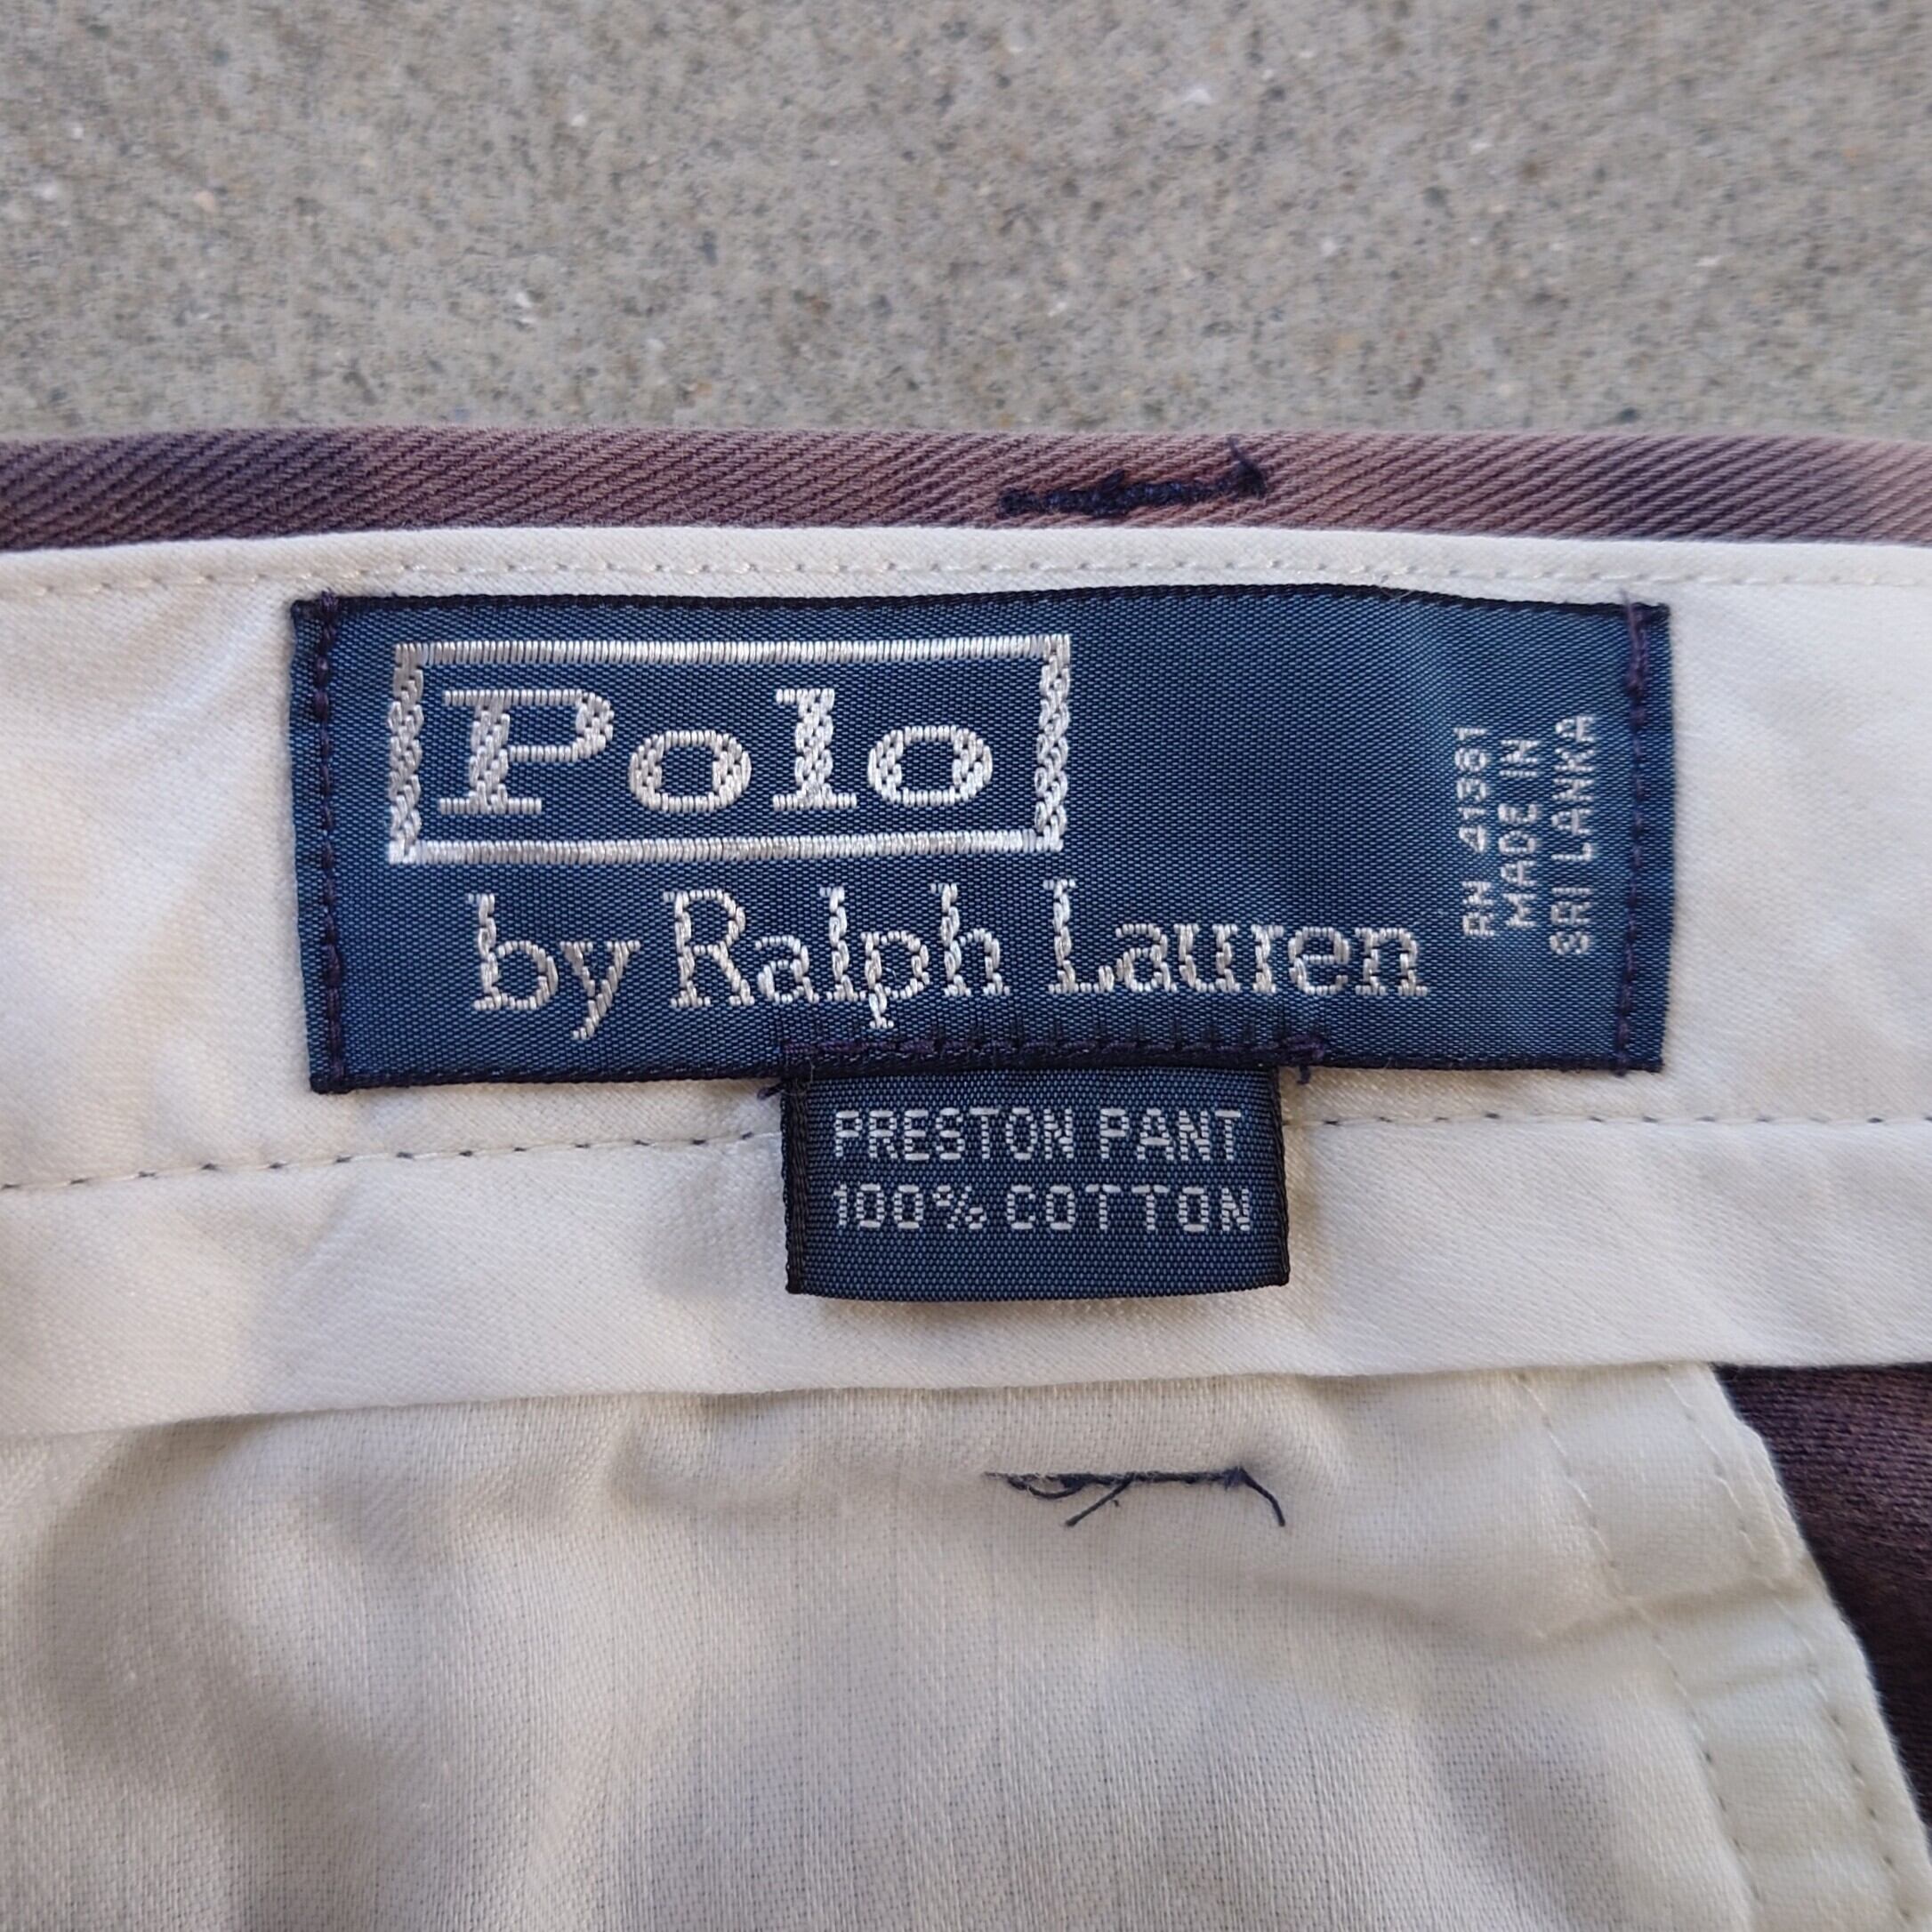 Polo
by Ralph Lauren
RN 41381
MADE IN
SRI LANKA
PRESTON PANT
100% COTTON